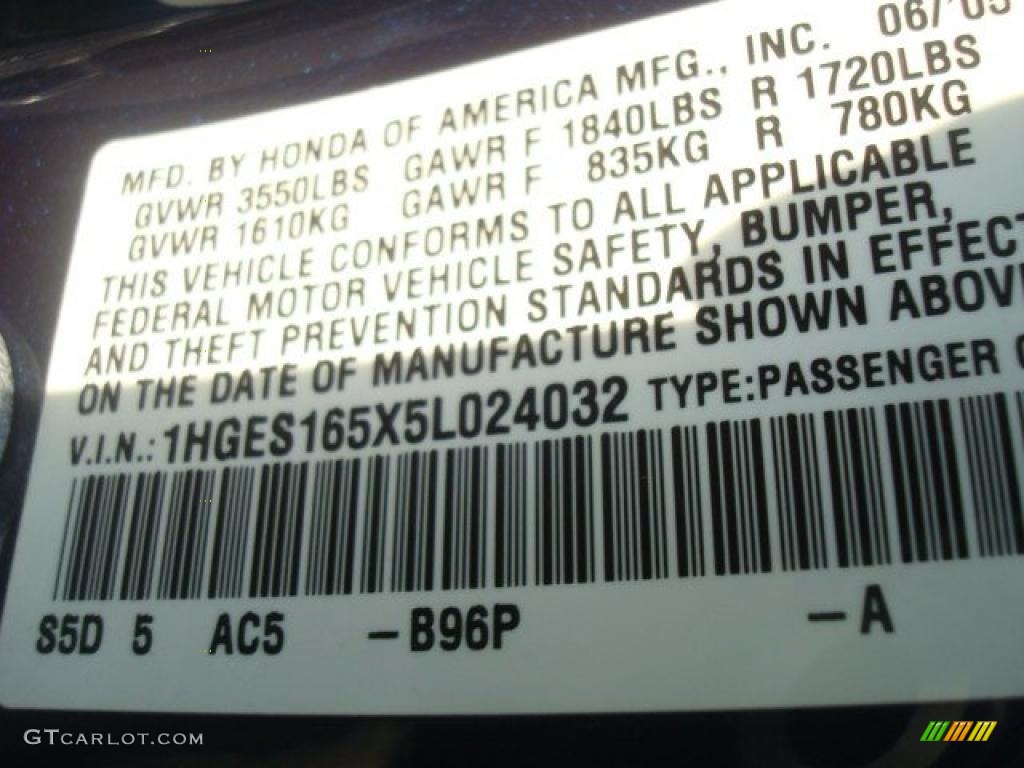 06/05
MFD. BY HONDA OF AMERICA MFG., INC.
GVWR 3550LBS GAWR F 1840LBS R 1720LBS
GVWR 1610KG GAWR F 835KG R 780KG
THIS VEHICLE CONFORMS TO ALL APPLICABLE
FEDERAL MOTOR VEHICLE SAFETY, BUMPER,
AND THEFT PREVENTION STANDARDS IN EFFECT
ON THE DATE OF MANUFACTURE SHOWN ABOVE
V.I.N.: 1HGES165X5L024032 TYPE:PASSENGER
S5D 5 AC5 -B96P -A
GTCARLOT.COM